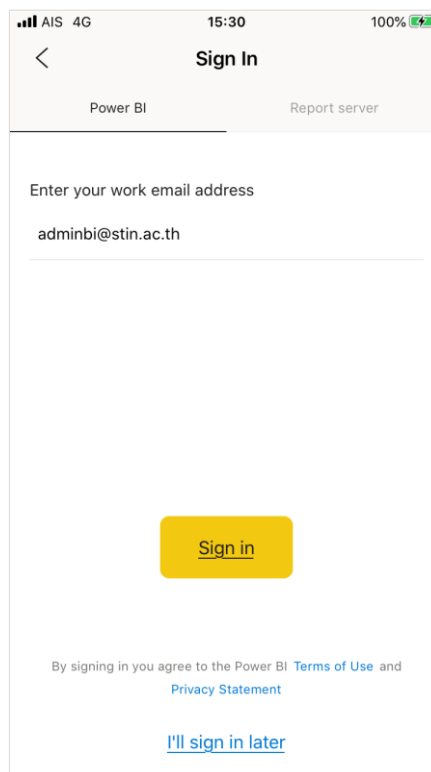 AIS 4G 15:30 100%
Sign In
Power BI Report server
Enter your work email address
adminbi@stin.ac.th
Sign in
By signing in you agree to the Power BI Terms of Use and
Privacy Statement
I'll sign in later